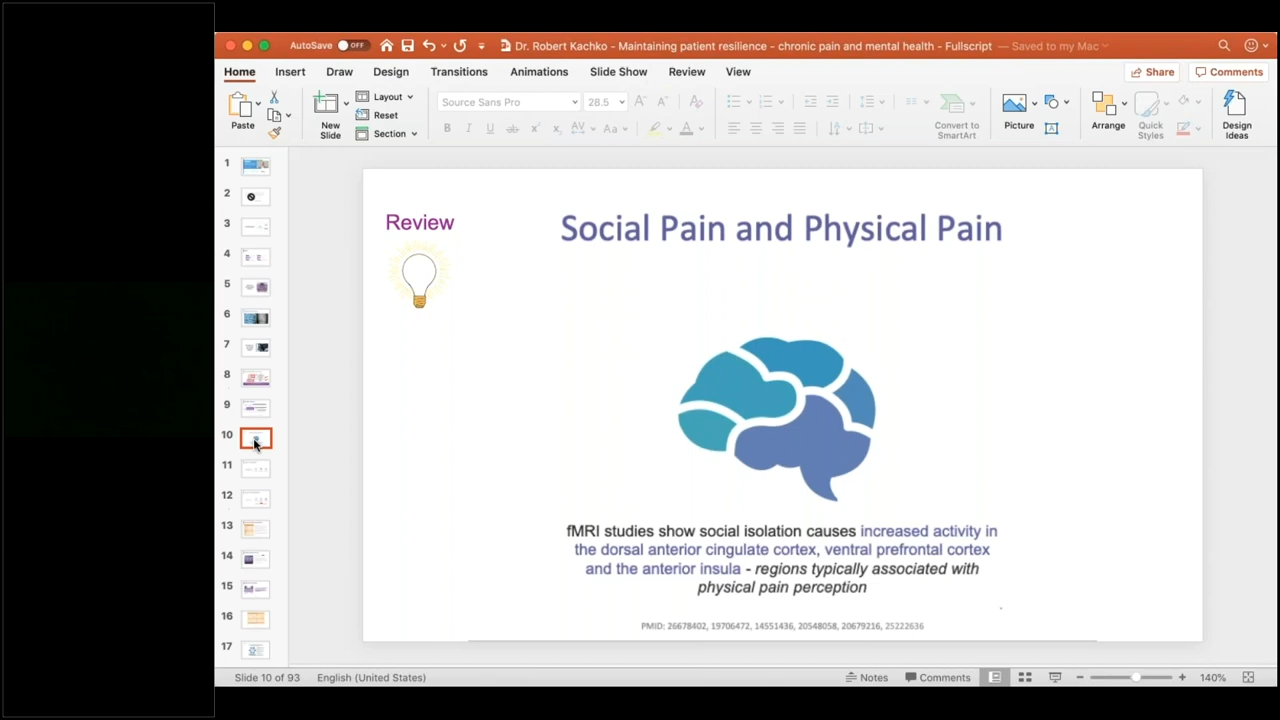 AutoSave OFF
Dr. Robert Kachko - Maintaining patient resilience - chronic pain and mental health - Fullscript — Saved to my Mac
Home Insert Draw Design Transitions Animations Slide Show Review View
Share Comments
Paste
New Slide
Layout
Reset
Section
Source Sans Pro 28.5
Convert to SmartArt
Picture
Arrange
Quick Styles
Design Ideas
1
2
3
4
5
6
7
8
9
10
11
12
13
14
15
16
17
Review
Social Pain and Physical Pain
fMRI studies show social isolation causes increased activity in
the dorsal anterior cingulate cortex, ventral prefrontal cortex
and the anterior insula - regions typically associated with
physical pain perception
PMID: 26678402, 19706472, 14551436, 20548058, 20679216, 25222636
Slide 10 of 93 English (United States) Notes Comments 140%